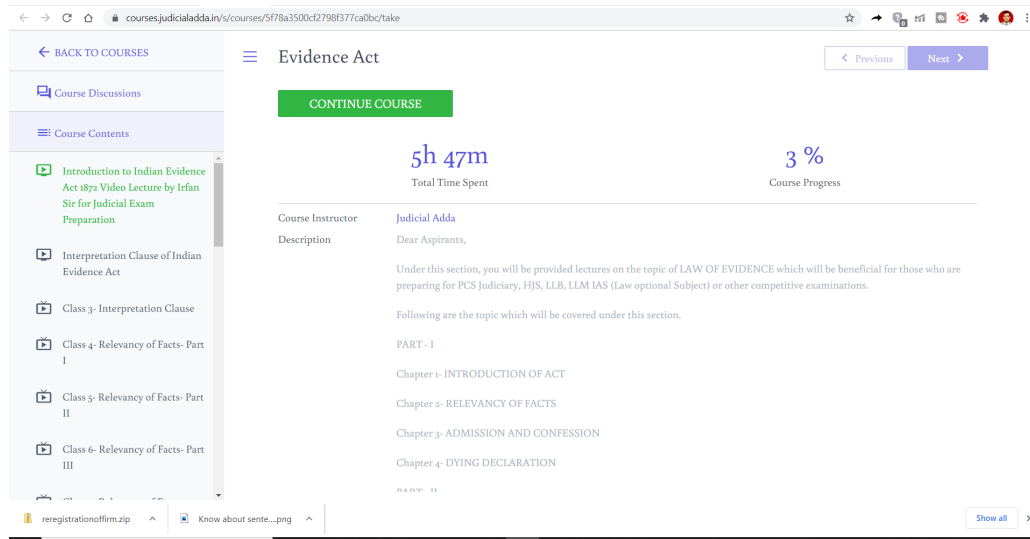 courses.judicialadda.in/s/courses/5f78a3500cf2798f377ca0bc/take
BACK TO COURSES
Course Discussions
Course Contents
Introduction to Indian Evidence
Act 1872 Video Lecture by Irfan
Sir for Judicial Exam
Preparation
Interpretation Clause of Indian
Evidence Act
Class 3- Interpretation Clause
Class 4- Relevancy of Facts- Part
I
Class 5- Relevancy of Facts- Part
II
Class 6- Relevancy of Facts- Part
III
Evidence Act
Previous
Next
CONTINUE COURSE
5h 47m
Total Time Spent
3 %
Course Progress
Course Instructor
Judicial Adda
Description
Dear Aspirants,
Under this section, you will be provided lectures on the topic of LAW OF EVIDENCE which will be beneficial for those who are
preparing for PCS Judiciary, HJS, LLB, LLM IAS (Law optional Subject) or other competitive examinations.
Following are the topic which will be covered under this section.
PART - I
Chapter 1- INTRODUCTION OF ACT
Chapter 2- RELEVANCY OF FACTS
Chapter 3- ADMISSION AND CONFESSION
Chapter 4- DYING DECLARATION
PART - II
reregistrationoffirm.zip
Know about sente....png
Show all